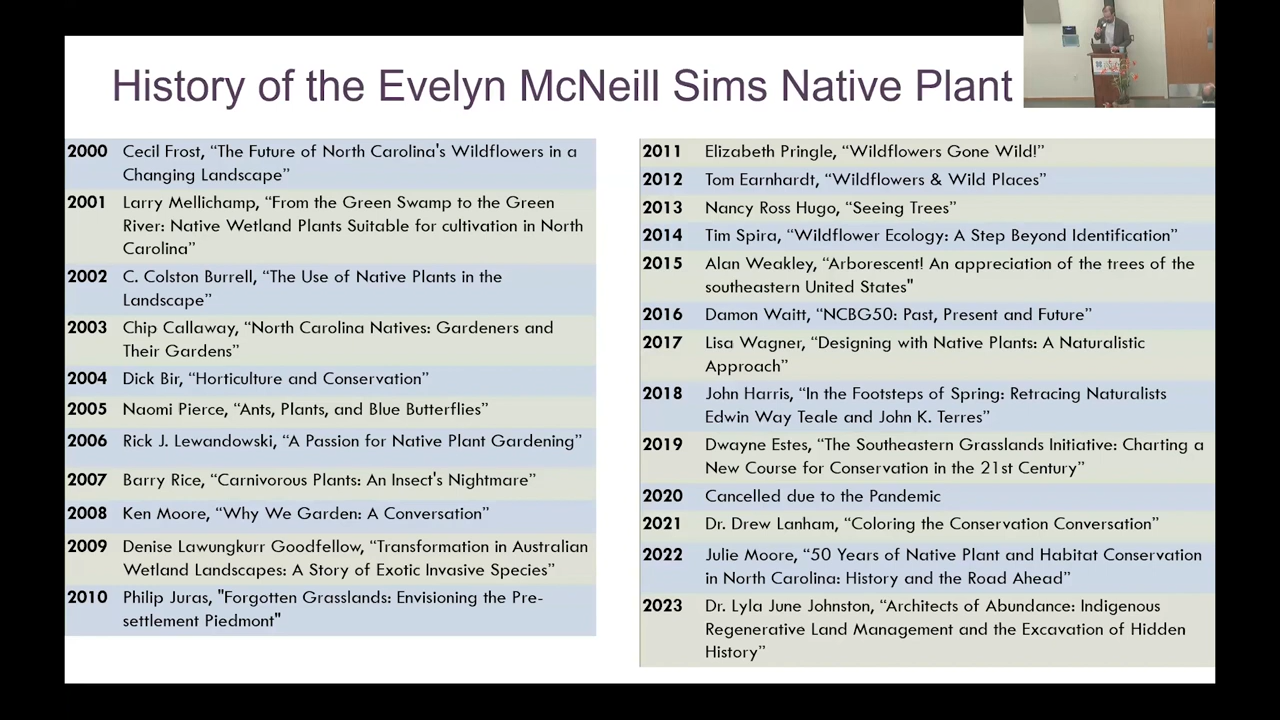 History of the Evelyn McNeill Sims Native Plant
2000 Cecil Frost, “The Future of North Carolina's Wildflowers in a
Changing Landscape”
2001 Larry Mellichamp, “From the Green Swamp to the Green
River: Native Wetland Plants Suitable for cultivation in North
Carolina”
2002 C. Colston Burrell, “The Use of Native Plants in the
Landscape”
2003 Chip Callaway, “North Carolina Natives: Gardeners and
Their Gardens”
2004 Dick Bir, “Horticulture and Conservation”
2005 Naomi Pierce, “Ants, Plants, and Blue Butterflies”
2006 Rick J. Lewandowski, “A Passion for Native Plant Gardening”
2007 Barry Rice, “Carnivorous Plants: An Insect's Nightmare”
2008 Ken Moore, “Why We Garden: A Conversation”
2009 Denise Lawungkurr Goodfellow, “Transformation in Australian
Wetland Landscapes: A Story of Exotic Invasive Species”
2010 Philip Juras, "Forgotten Grasslands: Envisioning the Pre-
settlement Piedmont"
2011 Elizabeth Pringle, “Wildflowers Gone Wild!”
2012 Tom Earnhardt, “Wildflowers & Wild Places”
2013 Nancy Ross Hugo, “Seeing Trees”
2014 Tim Spira, “Wildflower Ecology: A Step Beyond Identification”
2015 Alan Weakley, “Arborescent! An appreciation of the trees of the
southeastern United States"
2016 Damon Waitt, “NCBG50: Past, Present and Future”
2017 Lisa Wagner, “Designing with Native Plants: A Naturalistic
Approach”
2018 John Harris, “In the Footsteps of Spring: Retracing Naturalists
Edwin Way Teale and John K. Terres”
2019 Dwayne Estes, “The Southeastern Grasslands Initiative: Charting a
New Course for Conservation in the 21st Century”
2020 Cancelled due to the Pandemic
2021 Dr. Drew Lanham, “Coloring the Conservation Conversation”
2022 Julie Moore, “50 Years of Native Plant and Habitat Conservation
in North Carolina: History and the Road Ahead”
2023 Dr. Lyla June Johnston, “Architects of Abundance: Indigenous
Regenerative Land Management and the Excavation of Hidden
History”